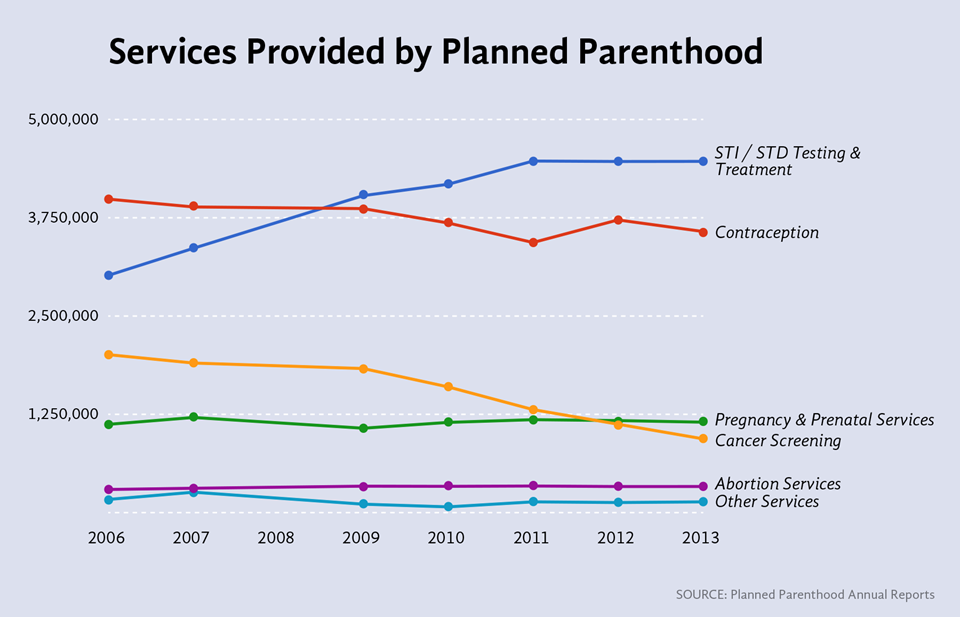 Services Provided by Planned Parenthood
5,000,000
STI / STD Testing &
Treatment
3,750,000
Contraception
2,500,000
1,250,000
Pregnancy & Prenatal Services
Cancer Screening
Abortion Services
Other Services
2006 2007 2008 2009 2010 2011 2012 2013
SOURCE: Planned Parenthood Annual Reports